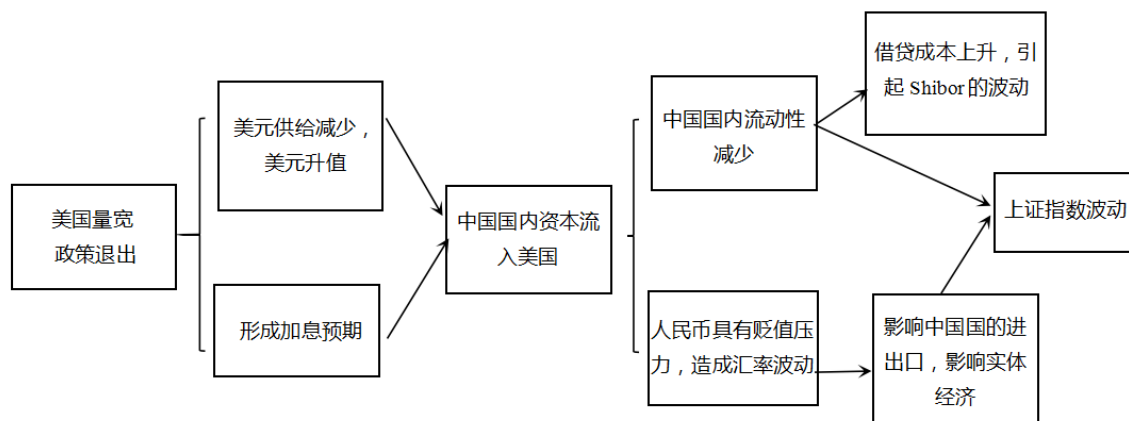 美国量宽
政策退出
美元供给减少，
美元升值
形成加息预期
中国国内资本流
入美国
中国国内流动性
减少
人民币具有贬值压
力，造成汇率波动
借贷成本上升，引
起 Shibor 的波动
上证指数波动
影响中国国的进
出口，影响实体
经济